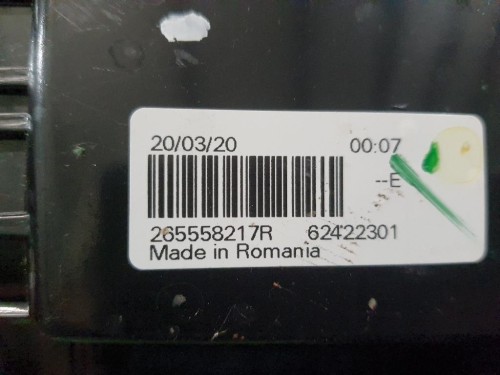 20/03/20 00:07
--E
265558217R 62422301
Made in Romania